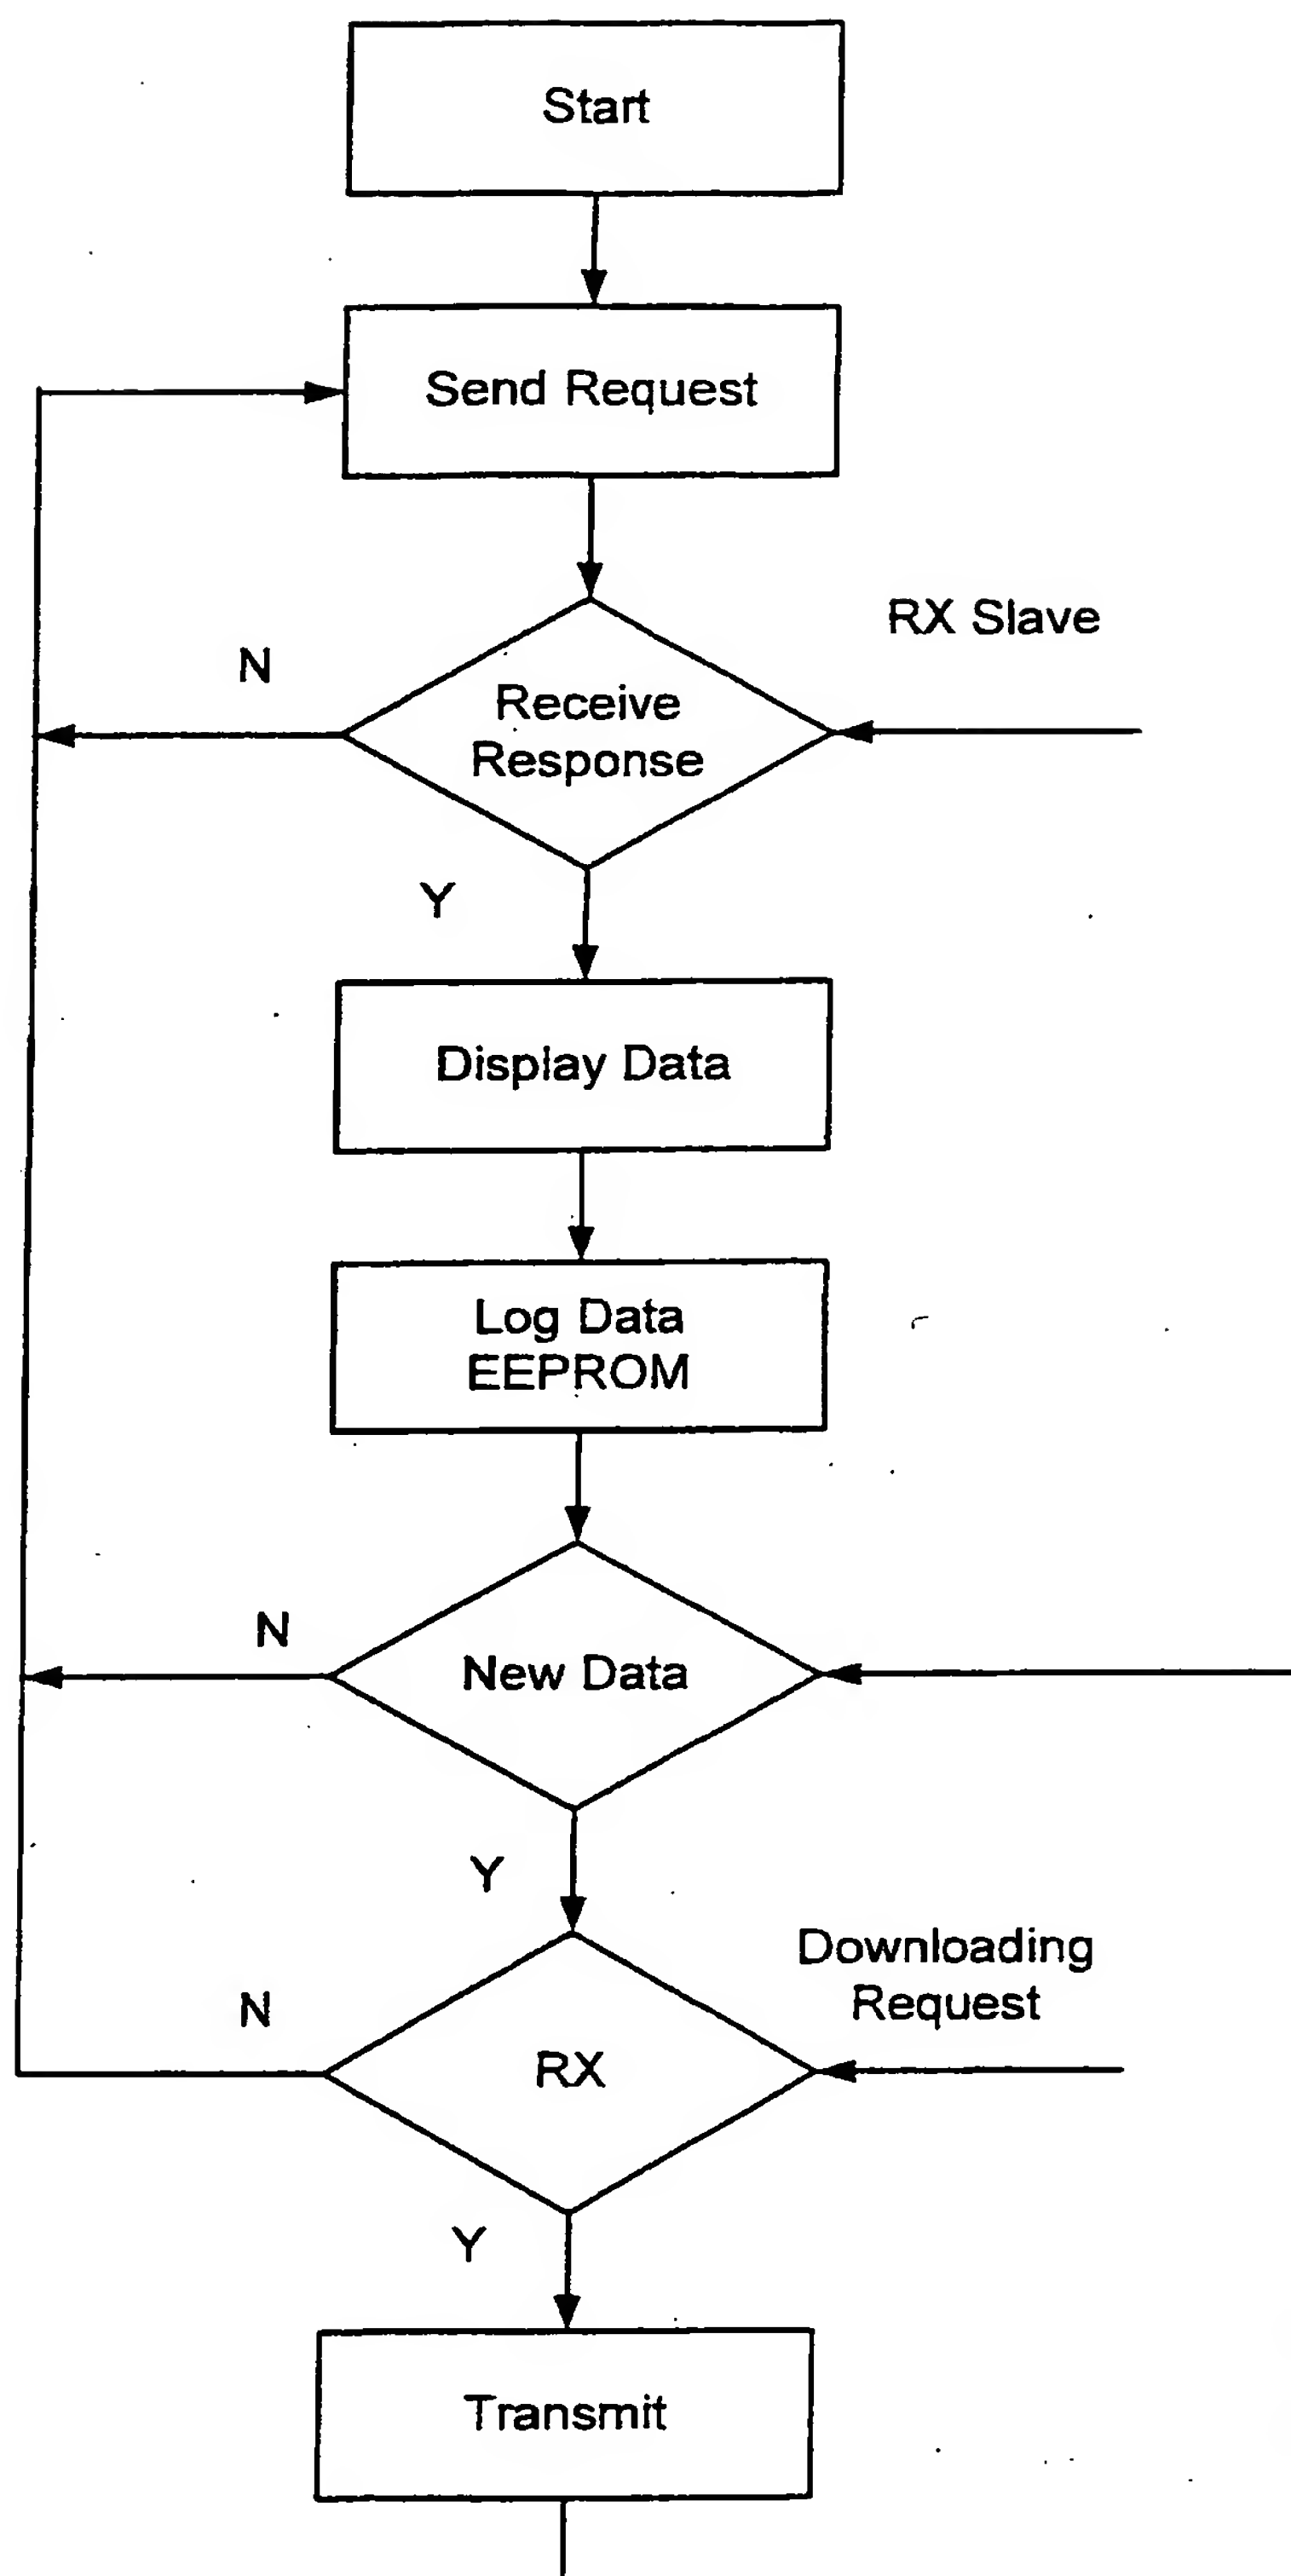 Start
Send Request
RX Slave
N
Receive
Response
Y
Display Data
Log Data
EEPROM
N
New Data
Y
Downloading
Request
N
RX
Y
Transmit